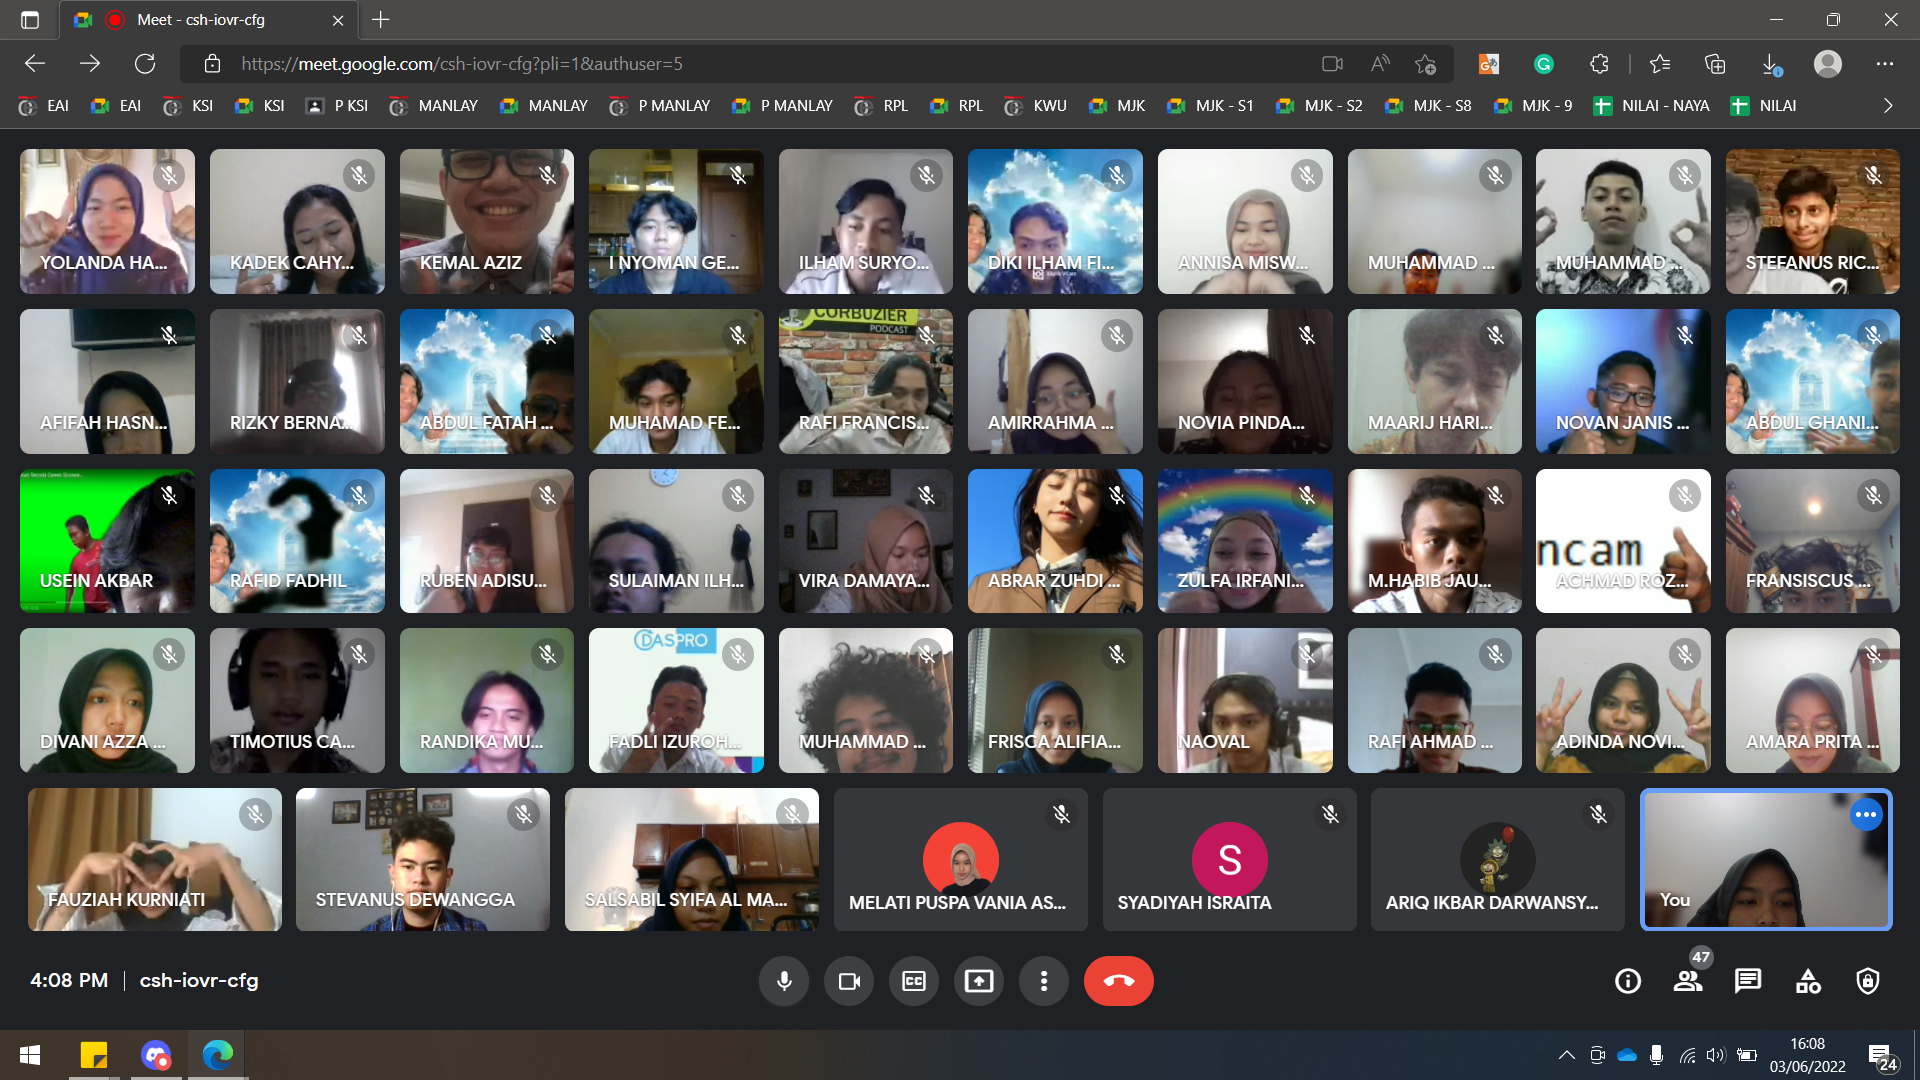 Meet - csh-iovr-cfg
https://meet.google.com/csh-iovr-cfg?pli=1&authuser=5
EAI EAI KSI KSI P KSI MANLAY MANLAY P MANLAY P MANLAY RPL RPL KWU MJK MJK - S1 MJK - S2 MJK - S8 MJK - 9 NILAI - NAYA NILAI
YOLANDA HA... KADEK CAHY... KEMAL AZIZ I NYOMAN GE... ILHAM SURYO... DIKI ILHAM FI... ANNISA MISW... MUHAMMAD ... MUHAMMAD ... STEFANUS RIC...
CORBUZIER
PODCAST
AFIFAH HASN... RIZKY BERNA... ABDUL FATAH ... MUHAMAD FE... RAFI FRANCIS... AMIRRAHMA ... NOVIA PINDA... MAARIJ HARI... NOVAN JANIS ... ABDUL GHANI...
ncam
USEIN AKBAR RAFID FADHIL RUBEN ADISU... SULAIMAN ILH... VIRA DAMAYA... ABRAR ZUHDI ... ZULFA IRFANI... M.HABIB JAU... ACHMAD ROZ... FRANSISCUS ...
DASPRO
DIVANI AZZA ... TIMOTIUS CA... RANDIKA MU... FADLI IZUROH... MUHAMMAD ... FRISCA ALIFIA... NAOVAL RAFI AHMAD ... ADINDA NOVI... AMARA PRITA ...
S
FAUZIAH KURNIATI STEVANUS DEWANGGA SALSABIL SYIFA AL MA... MELATI PUSPA VANIA AS... SYADIYAH ISRAITA ARIQ IKBAR DARWANSY... You
4:08 PM | csh-iovr-cfg
47
16:08
03/06/2022
24